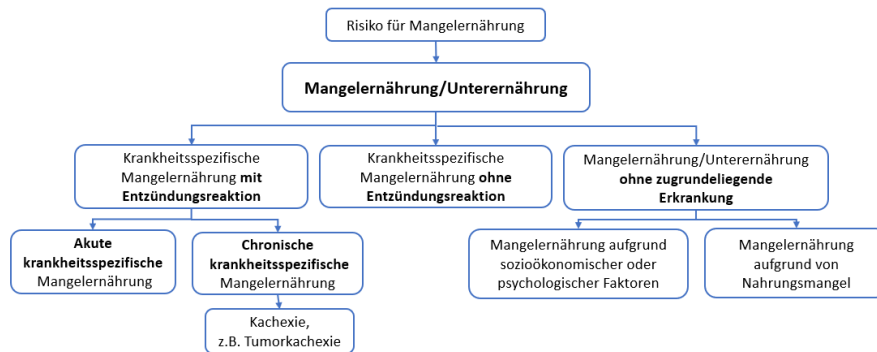 Risiko für Mangelernährung
Mangelernährung/Unterernährung
Krankheitsspezifische
Mangelernährung mit
Entzündungsreaktion
Krankheitsspezifische
Mangelernährung ohne
Entzündungsreaktion
Mangelernährung/Unterernährung
ohne zugrundeliegende
Erkrankung
Akute
krankheitsspezifische
Mangelernährung
Chronische
krankheitsspezifische
Mangelernährung
Mangelernährung aufgrund
sozioökonomischer oder
psychologischer Faktoren
Mangelernährung
aufgrund von
Nahrungsmangel
Kachexie,
z.B. Tumorkachexie